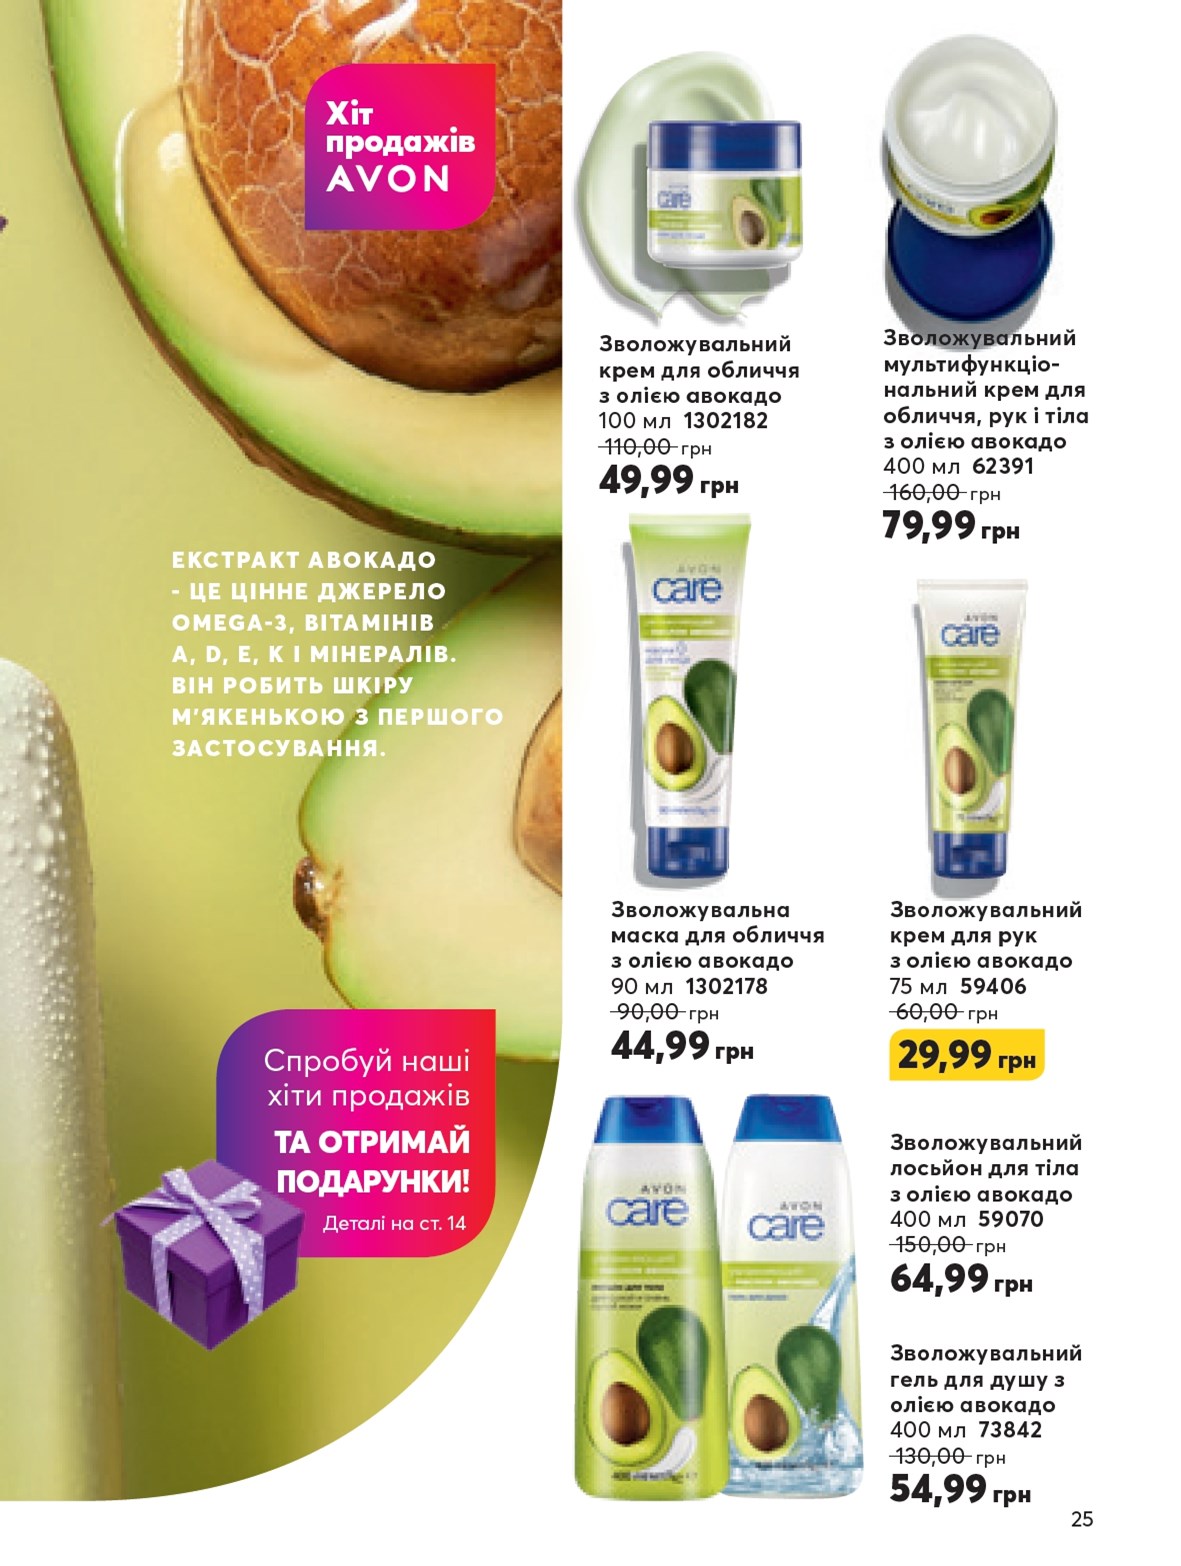 Хіт
продажів
AVON
ЕКСТРАКТ АВОКАДО
- ЦЕ ЦІННЕ ДЖЕРЕЛО
OMEGA-3, ВІТАМІНІВ
A, D, E, K І МІНЕРАЛІВ.
ВІН РОБИТЬ ШКІРУ
М'ЯКЕНЬКОЮ З ПЕРШОГО
ЗАСТОСУВАННЯ.
Спробуй наші
хіти продажів
ТА ОТРИМАЙ
ПОДАРУНКИ!
Деталі на ст. 14
care
Зволожувальний
крем для обличчя
з олією авокадо
100 мл 1302182
110,00 грн
49,99 грн
Зволожувальний
мультифункціо-
нальний крем для
обличчя, рук і тіла
з олією авокадо
400 мл 62391
160,00 грн
79,99 грн
AVON
care
AVON
care
Зволожувальна
маска для обличчя
з олією авокадо
90 мл 1302178
90,00 грн
44,99 грн
Зволожувальний
крем для рук
з олією авокадо
75 мл 59406
60,00 грн
29,99 грн
AVON
care
AVON
care
Зволожувальний
лосьйон для тіла
з олією авокадо
400 мл 59070
150,00 грн
64,99 грн
Зволожувальний
гель для душу з
олією авокадо
400 мл 73842
130,00 грн
54,99 грн
25